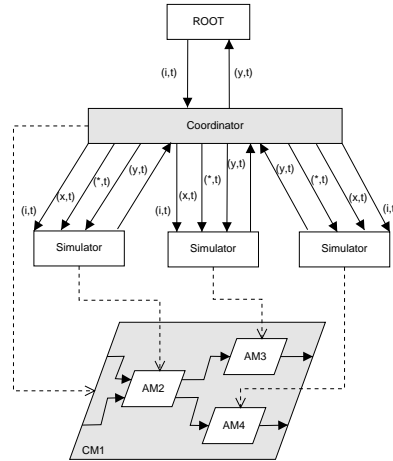 ROOT
(i,t)
(y,t)
Coordinator
(i,t)
(x,t)
(*,t)
(y,t)
(i,t)
(x,t)
(*,t)
(y,t)
(y,t)
(*,t)
(x,t)
(i,t)
Simulator
Simulator
Simulator
AM3
AM2
AM4
CM1